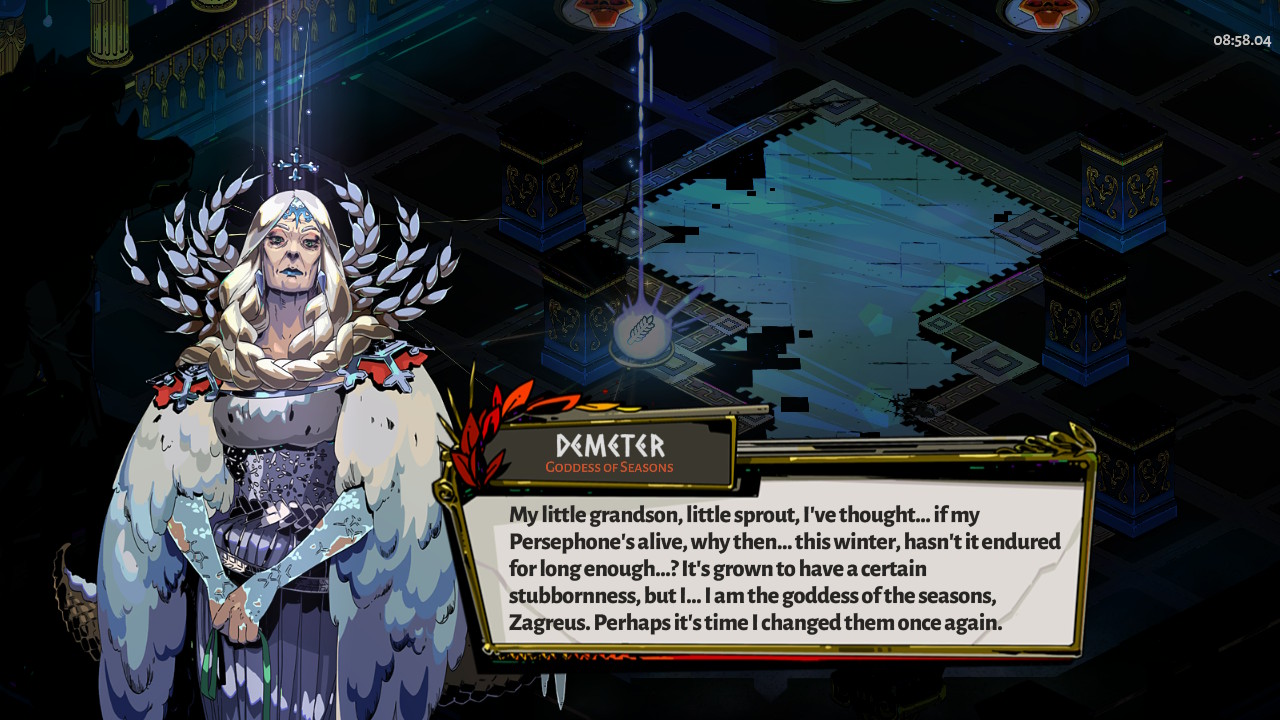 08:58.04
DEMETER
Goddess of Seasons
My little grandson, little sprout, I've thought... if my
Persephone's alive, why then... this winter, hasn't it endured
for long enough...? It's grown to have a certain
stubbornness, but I... I am the goddess of the seasons,
Zagreus. Perhaps it's time I changed them once again.